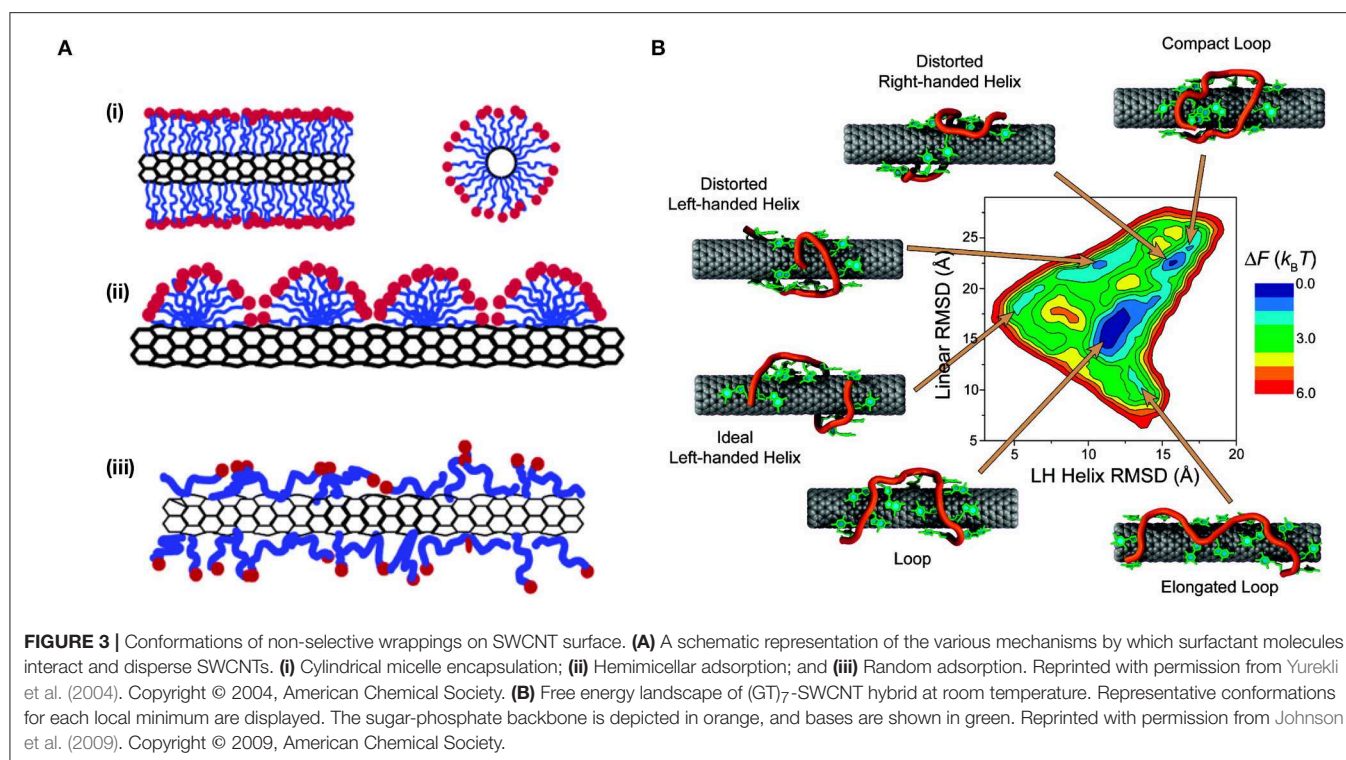 A
(i)
(ii)
(iii)
B
Distorted
Right-handed Helix
Compact Loop
Distorted
Left-handed Helix
Ideal
Left-handed Helix
Loop
Elongated Loop
Linear RMSD (Å)
25
20
15
10
5
5
10
15
20
LH Helix RMSD (Å)
ΔF (kBT)
0.0
3.0
6.0
FIGURE 3 | Conformations of non-selective wrappings on SWCNT surface. (A) A schematic representation of the various mechanisms by which surfactant molecules
interact and disperse SWCNTs. (i) Cylindrical micelle encapsulation; (ii) Hemimicellar adsorption; and (iii) Random adsorption. Reprinted with permission from Yurekli
et al. (2004). Copyright © 2004, American Chemical Society. (B) Free energy landscape of (GT)7-SWCNT hybrid at room temperature. Representative conformations
for each local minimum are displayed. The sugar-phosphate backbone is depicted in orange, and bases are shown in green. Reprinted with permission from Johnson
et al. (2009). Copyright © 2009, American Chemical Society.